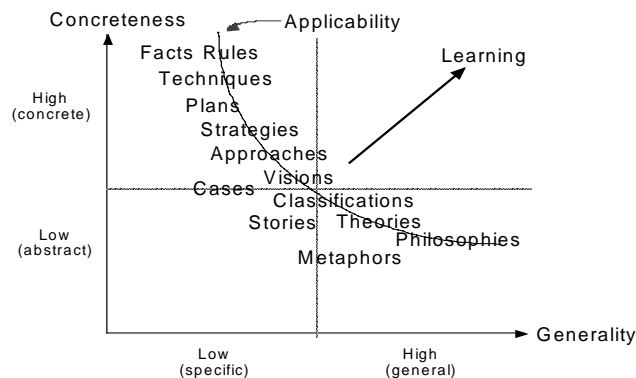 Concreteness
Applicability
Learning
Facts Rules
Techniques
Plans
Strategies
Approaches
Visions
Cases
Classifications
Stories
Theories
Philosophies
Metaphors
High
(concrete)
Low
(abstract)
Generality
Low
(specific)
High
(general)